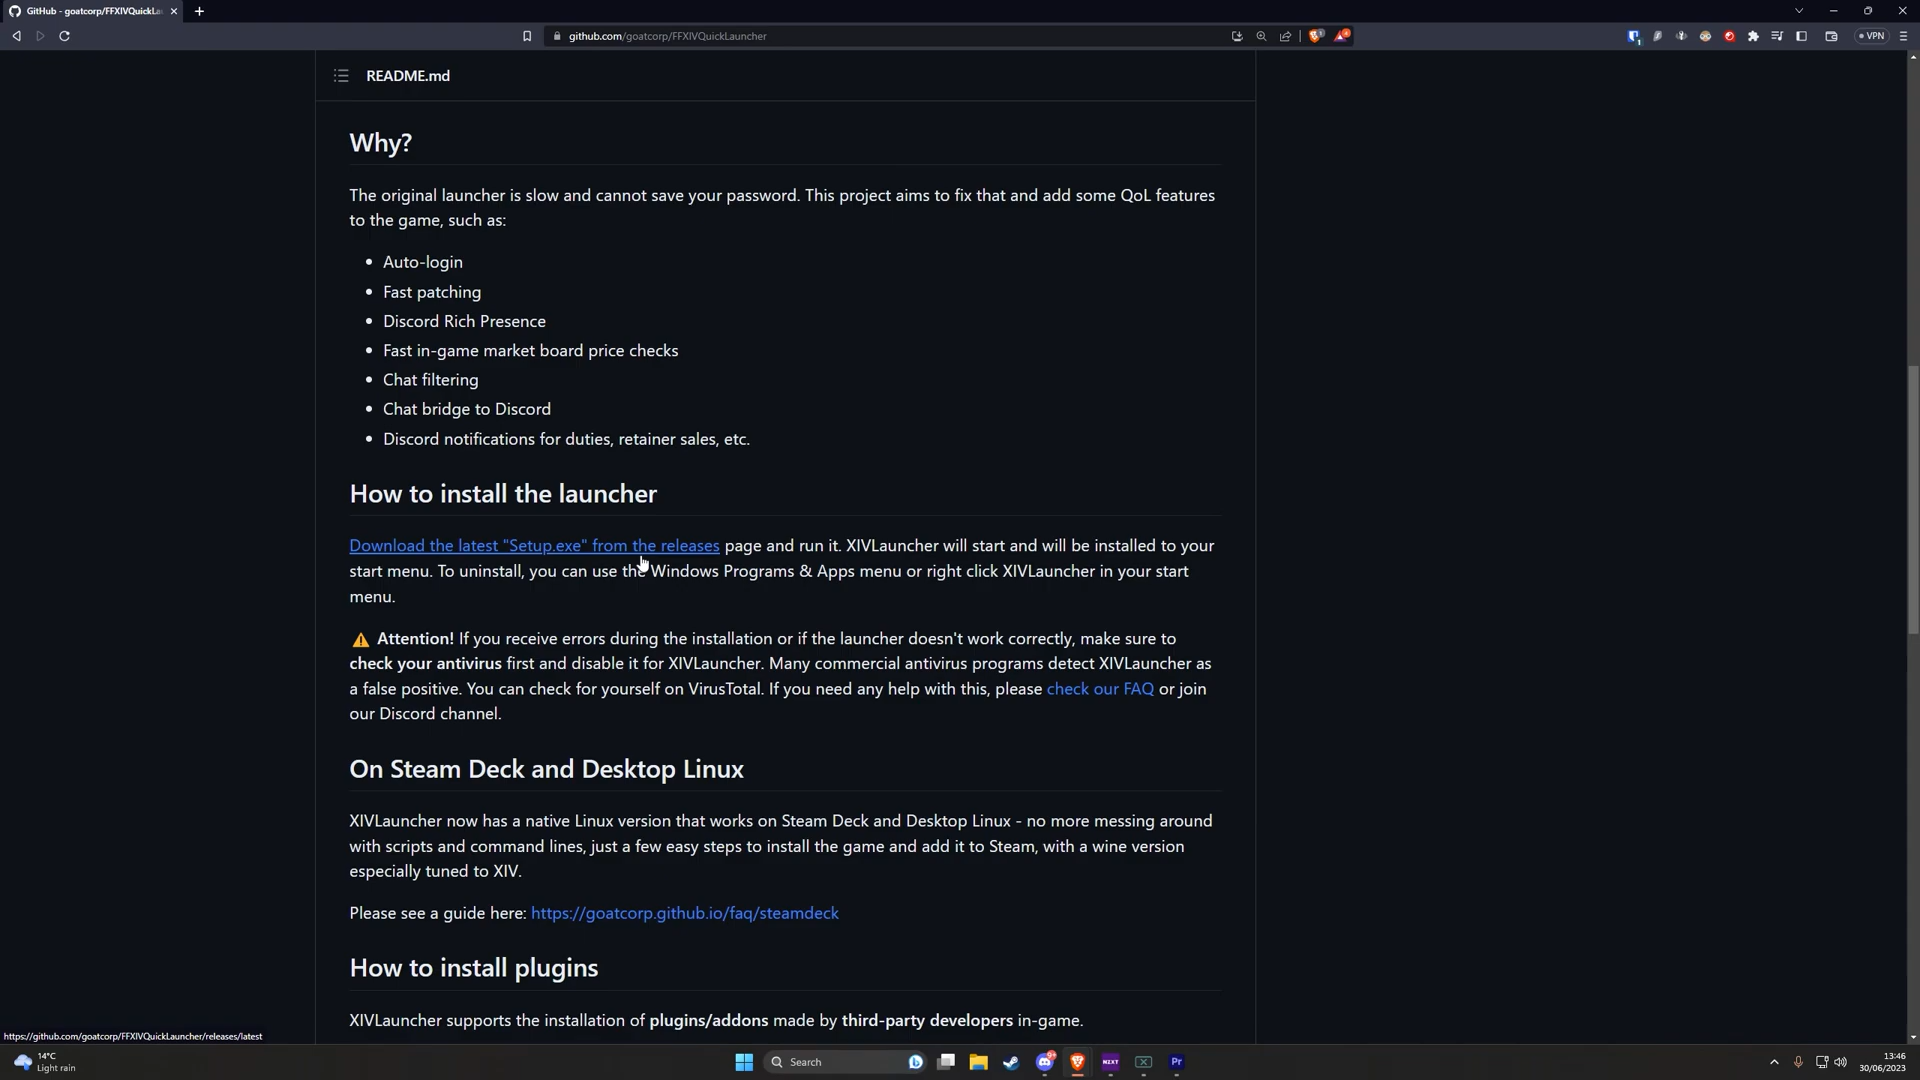 GitHub - goatcorp/FFXIVQuickLa
github.com/goatcorp/FFXIVQuickLauncher
VPN
README.md
Why?
The original launcher is slow and cannot save your password. This project aims to fix that and add some QoL features
to the game, such as:
• Auto-login
• Fast patching
• Discord Rich Presence
• Fast in-game market board price checks
• Chat filtering
• Chat bridge to Discord
• Discord notifications for duties, retainer sales, etc.
How to install the launcher
Download the latest "Setup.exe" from the releases page and run it. XIVLauncher will start and will be installed to your
start menu. To uninstall, you can use the Windows Programs & Apps menu or right click XIVLauncher in your start
menu.
⚠ Attention! If you receive errors during the installation or if the launcher doesn't work correctly, make sure to
check your antivirus first and disable it for XIVLauncher. Many commercial antivirus programs detect XIVLauncher as
a false positive. You can check for yourself on VirusTotal. If you need any help with this, please check our FAQ or join
our Discord channel.
On Steam Deck and Desktop Linux
XIVLauncher now has a native Linux version that works on Steam Deck and Desktop Linux - no more messing around
with scripts and command lines, just a few easy steps to install the game and add it to Steam, with a wine version
especially tuned to XIV.
Please see a guide here: https://goatcorp.github.io/faq/steamdeck
How to install plugins
XIVLauncher supports the installation of plugins/addons made by third-party developers in-game.
https://github.com/goatcorp/FFXIVQuickLauncher/releases/latest
14°C
Light rain
Search
NEXT
Pr
13:46
30/06/2023